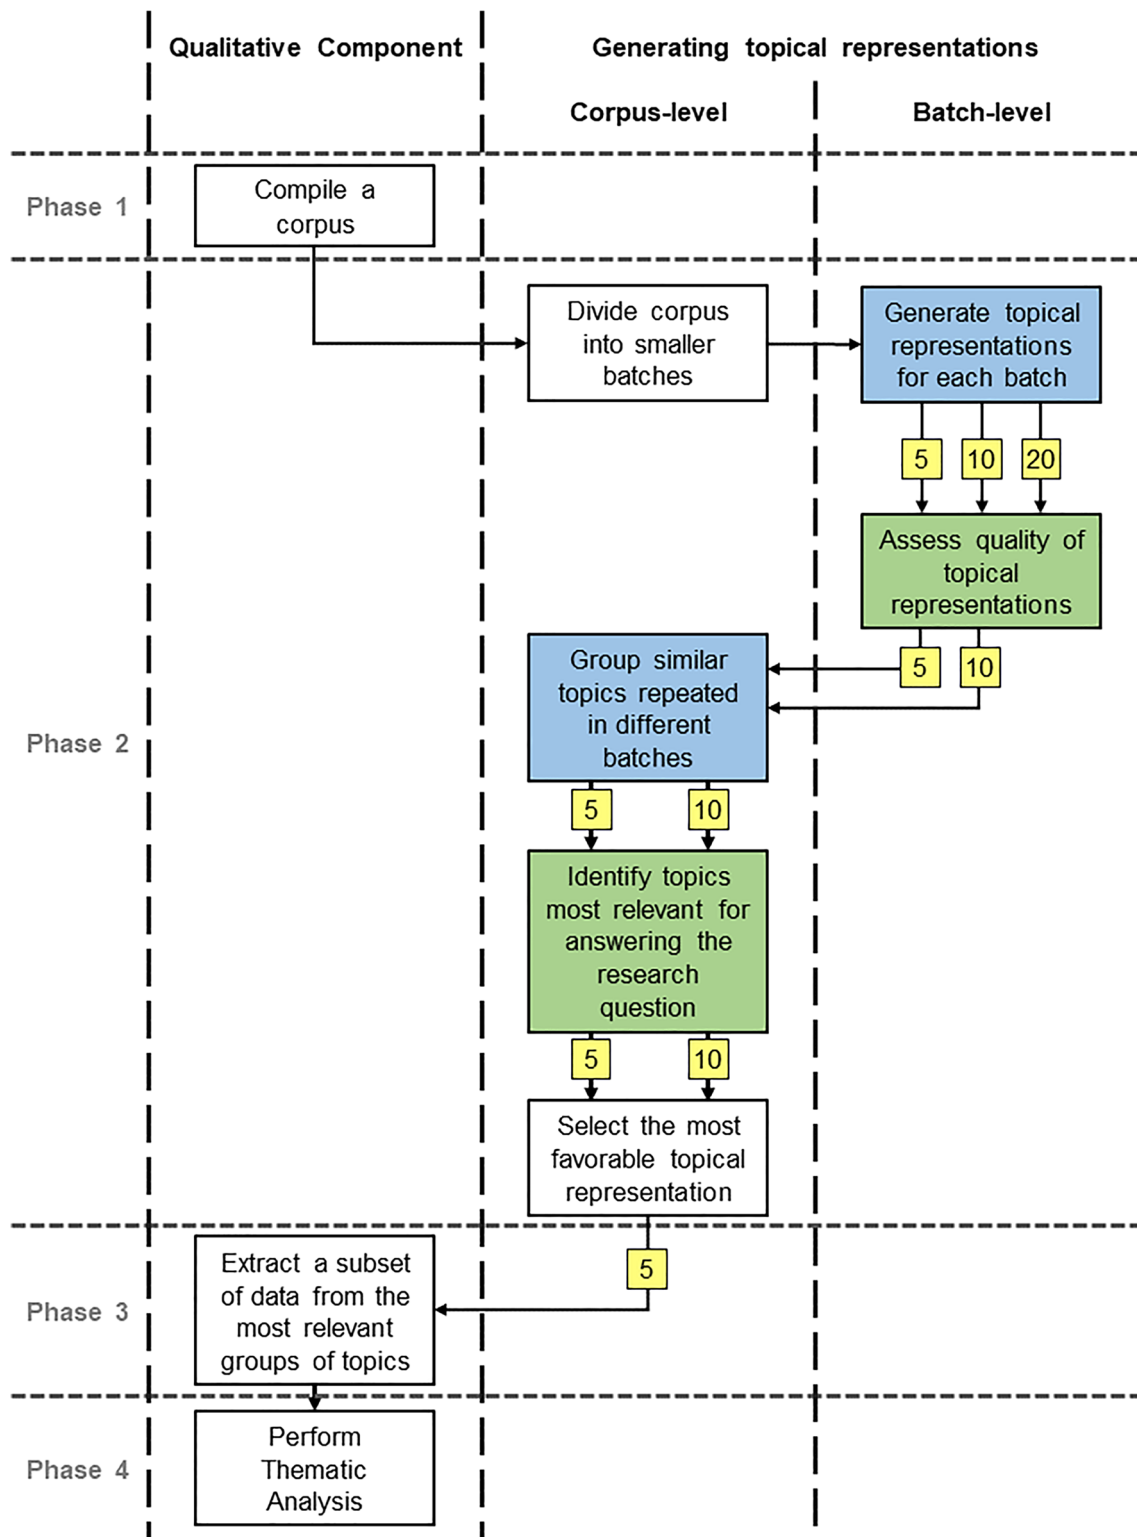 Qualitative Component
Generating topical representations
Corpus-level
Batch-level
Phase 1
Compile a
corpus
Phase 2
Divide corpus
into smaller
batches
Generate topical
representations
for each batch
5
10
20
Assess quality of
topical
representations
5
10
Group similar
topics repeated
in different
batches
5
10
Identify topics
most relevant for
answering the
research
question
5
10
Select the most
favorable topical
representation
5
Phase 3
Extract a subset
of data from the
most relevant
groups of topics
Phase 4
Perform
Thematic
Analysis